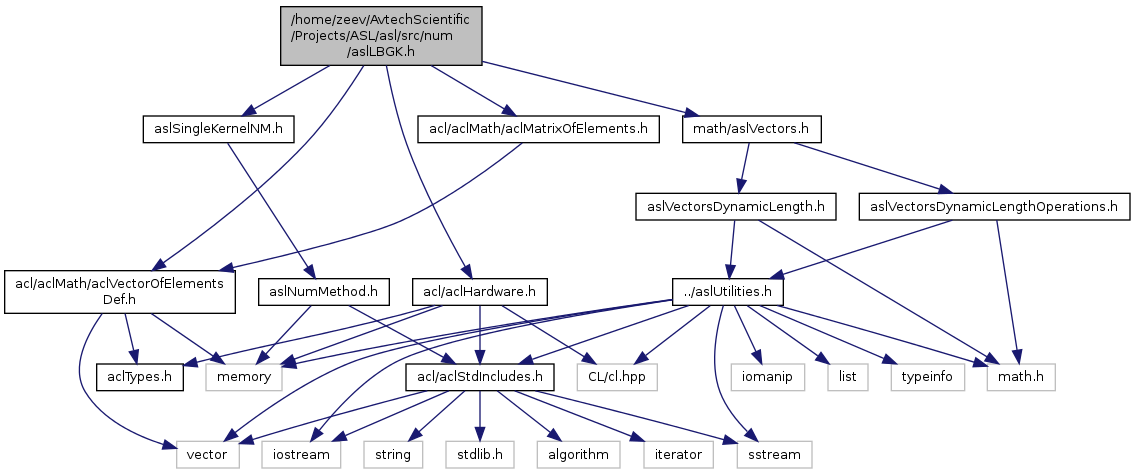 /home/zeev/AvtechScientific
/Projects/ASL/asl/src/num
/aslLBGK.h
aslSingleKernelNM.h
acl/aclMath/aclMatrixOfElements.h
math/aslVectors.h
aslVectorsDynamicLength.h
aslVectorsDynamicLengthOperations.h
acl/aclMath/aclVectorOfElements
Def.h
aslNumMethod.h
acl/aclHardware.h
../aslUtilities.h
aclTypes.h
memory
acl/aclStdIncludes.h
CL/cl.hpp
iomanip
list
typeinfo
math.h
vector
iostream
string
stdlib.h
algorithm
iterator
sstream